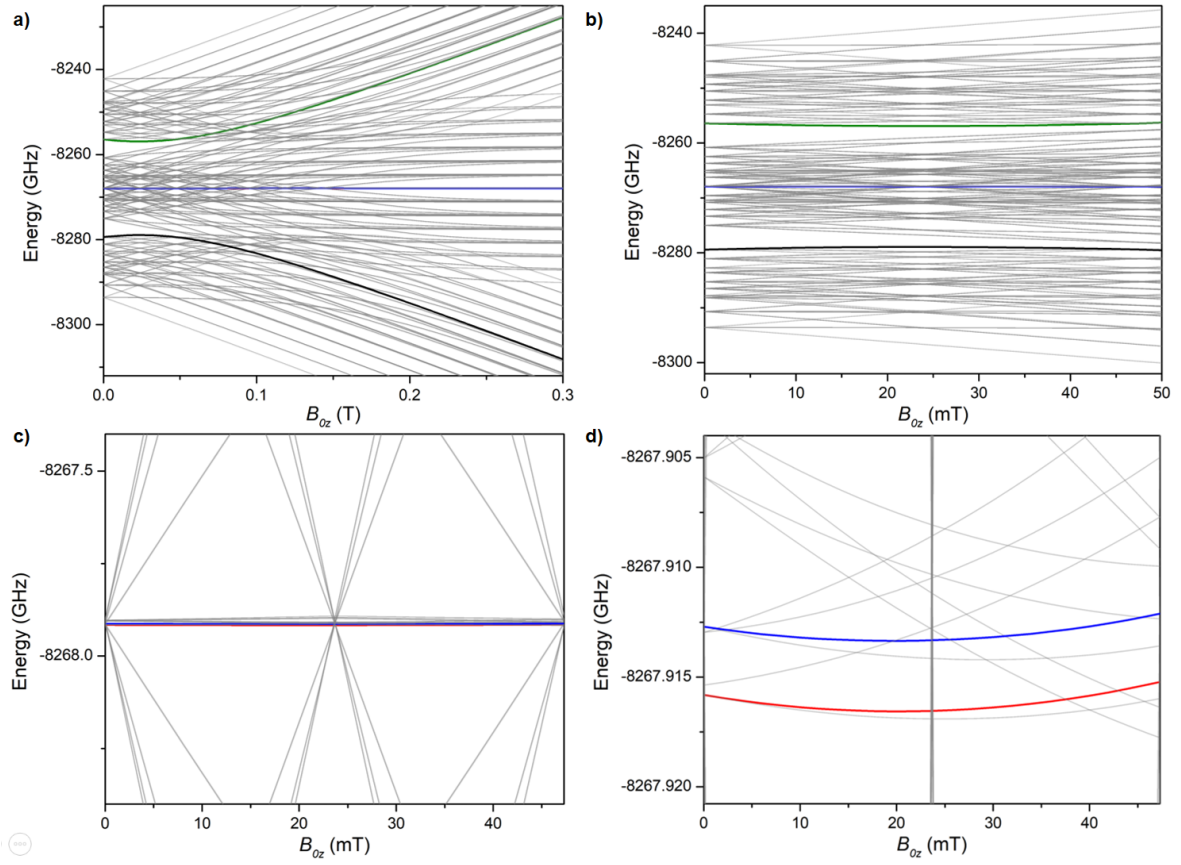 a)
-8240
-8260
-8280
-8300
Energy (GHz)
0.0 0.1 0.2 0.3
B0z (T)
b)
-8240
-8260
-8280
-8300
Energy (GHz)
0 10 20 30 40 50
B0z (mT)
c)
-8267.5
-8268.0
Energy (GHz)
0 10 20 30 40
B0z (mT)
d)
-8267.905
-8267.910
-8267.915
-8267.920
Energy (GHz)
0 10 20 30 40
B0z (mT)